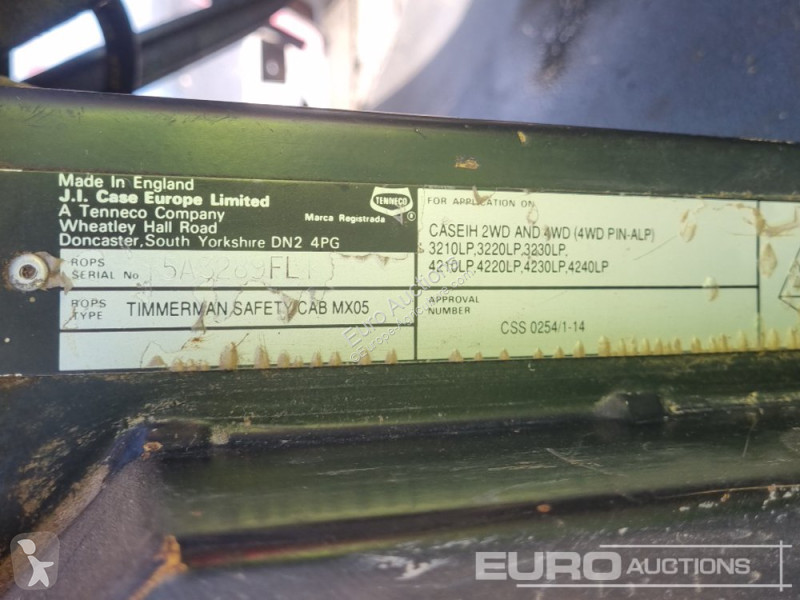 Made In England
J.I. Case Europe Limited
A Tenneco Company
Wheatley Hall Road
Doncaster, South Yorkshire DN2 4PG
TENNECO
®
Marca Registrada
ROPS
SERIAL No
ROPS
TYPE
TIMMERMAN SAFETY CAB MX05
FOR APPLICATION ON
CASEIH 2WD AND 4WD (4WD PIN-ALP)
3210LP,3220LP,3230LP,
4210LP,4220LP,4230LP,4240LP
APPROVAL
NUMBER
CSS 0254/1-14
Euro Auctions
EURO AUCTIONS